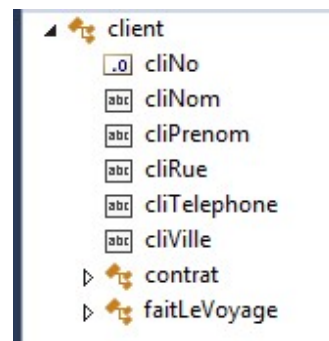 client
.0 cliNo
abc cliNom
abc cliPrenom
abc cliRue
abc cliTelephone
abc cliVille
contrat
faitLeVoyage